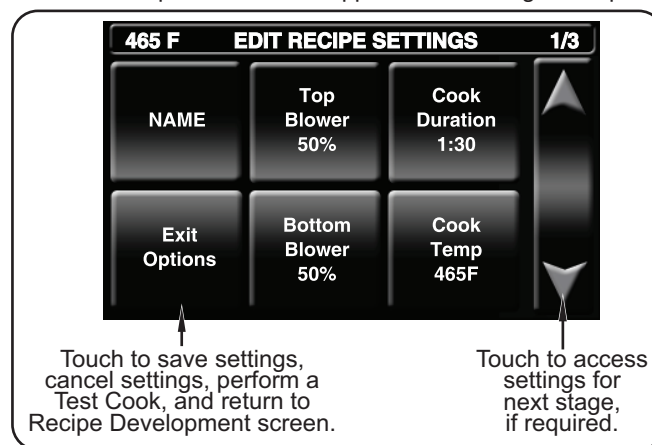 465 F EDIT RECIPE SETTINGS 1/3
NAME
Top
Blower
50%
Cook
Duration
1:30
Exit
Options
Bottom
Blower
50%
Cook
Temp
465F
Touch to save settings,
cancel settings, perform a
Test Cook, and return to
Recipe Development screen.
Touch to access
settings for
next stage,
if required.